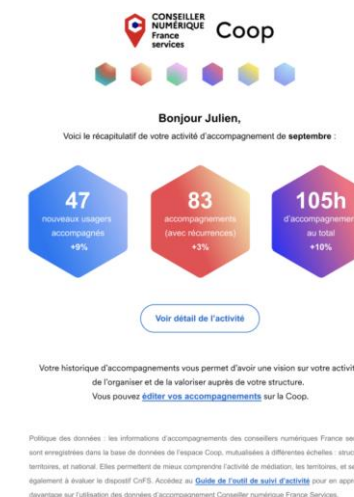 CONSEILLER
NUMÉRIQUE
France
services
Coop
Bonjour Julien,
Voici le récapitulatif de votre activité d'accompagnement de septembre :
47
nouveaux usagers
accompagnés
+9%
83
accompagnements
(avec récurrences)
+3%
105h
d'accompagnemen
au total
+10%
Voir détail de l'activité
Votre historique d'accompagnements vous permet d'avoir une vision sur votre activit
de l'organiser et de la valoriser auprès de votre structure.
Vous pouvez éditer vos accompagnements sur la Coop.
Politique des données : les informations d'accompagnements des conseillers numériques France se
sont enregistrées dans la base de données de l'espace Coop, mutualisées à différentes échelles : struc
territoires, et national. Elles permettent de mieux comprendre l'activité de médiation, les territoires, et se
également à évaluer le dispositif CnFS. Accédez au Guide de l'outil de suivi d'activité pour en appr
davantage sur l'utilisation des données d'accompagnement Conseiller numérique France Services.